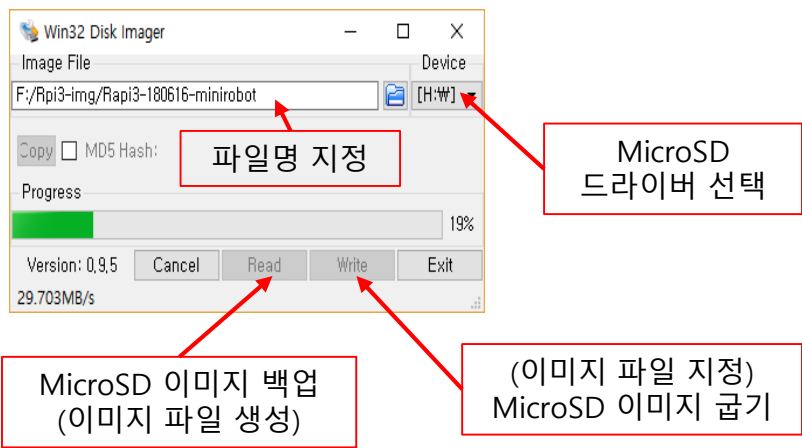 Win32 Disk Imager
Image File
Device
F:/Rpi3-img/Rapi3-180616-minirobot
[H:₩]
Copy
MD5 Hash:
파일명 지정
MicroSD
드라이버 선택
Progress
19%
Version: 0,9,5
Cancel
Read
Write
Exit
29.703MB/s
MicroSD 이미지 백업
(이미지 파일 생성)
(이미지 파일 지정)
MicroSD 이미지 굽기